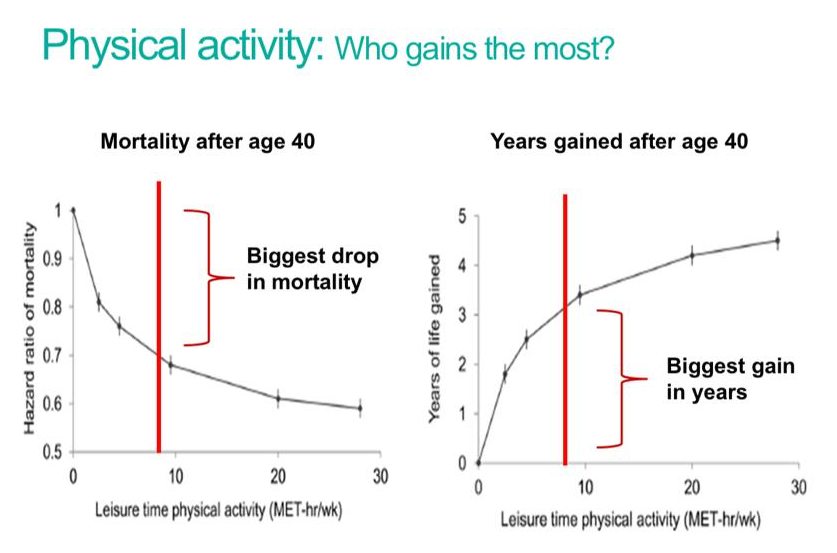 Physical activity: Who gains the most?
Mortality after age 40
Hazard ratio of mortality
1
0.9
0.8
0.7
0.6
0.5
0
10
20
30
Biggest drop
in mortality
Leisure time physical activity (MET-hr/wk)
Years gained after age 40
Years of life gained
5
4
3
2
1
0
0
10
20
30
Biggest gain
in years
Leisure time physical activity (MET-hr/wk)